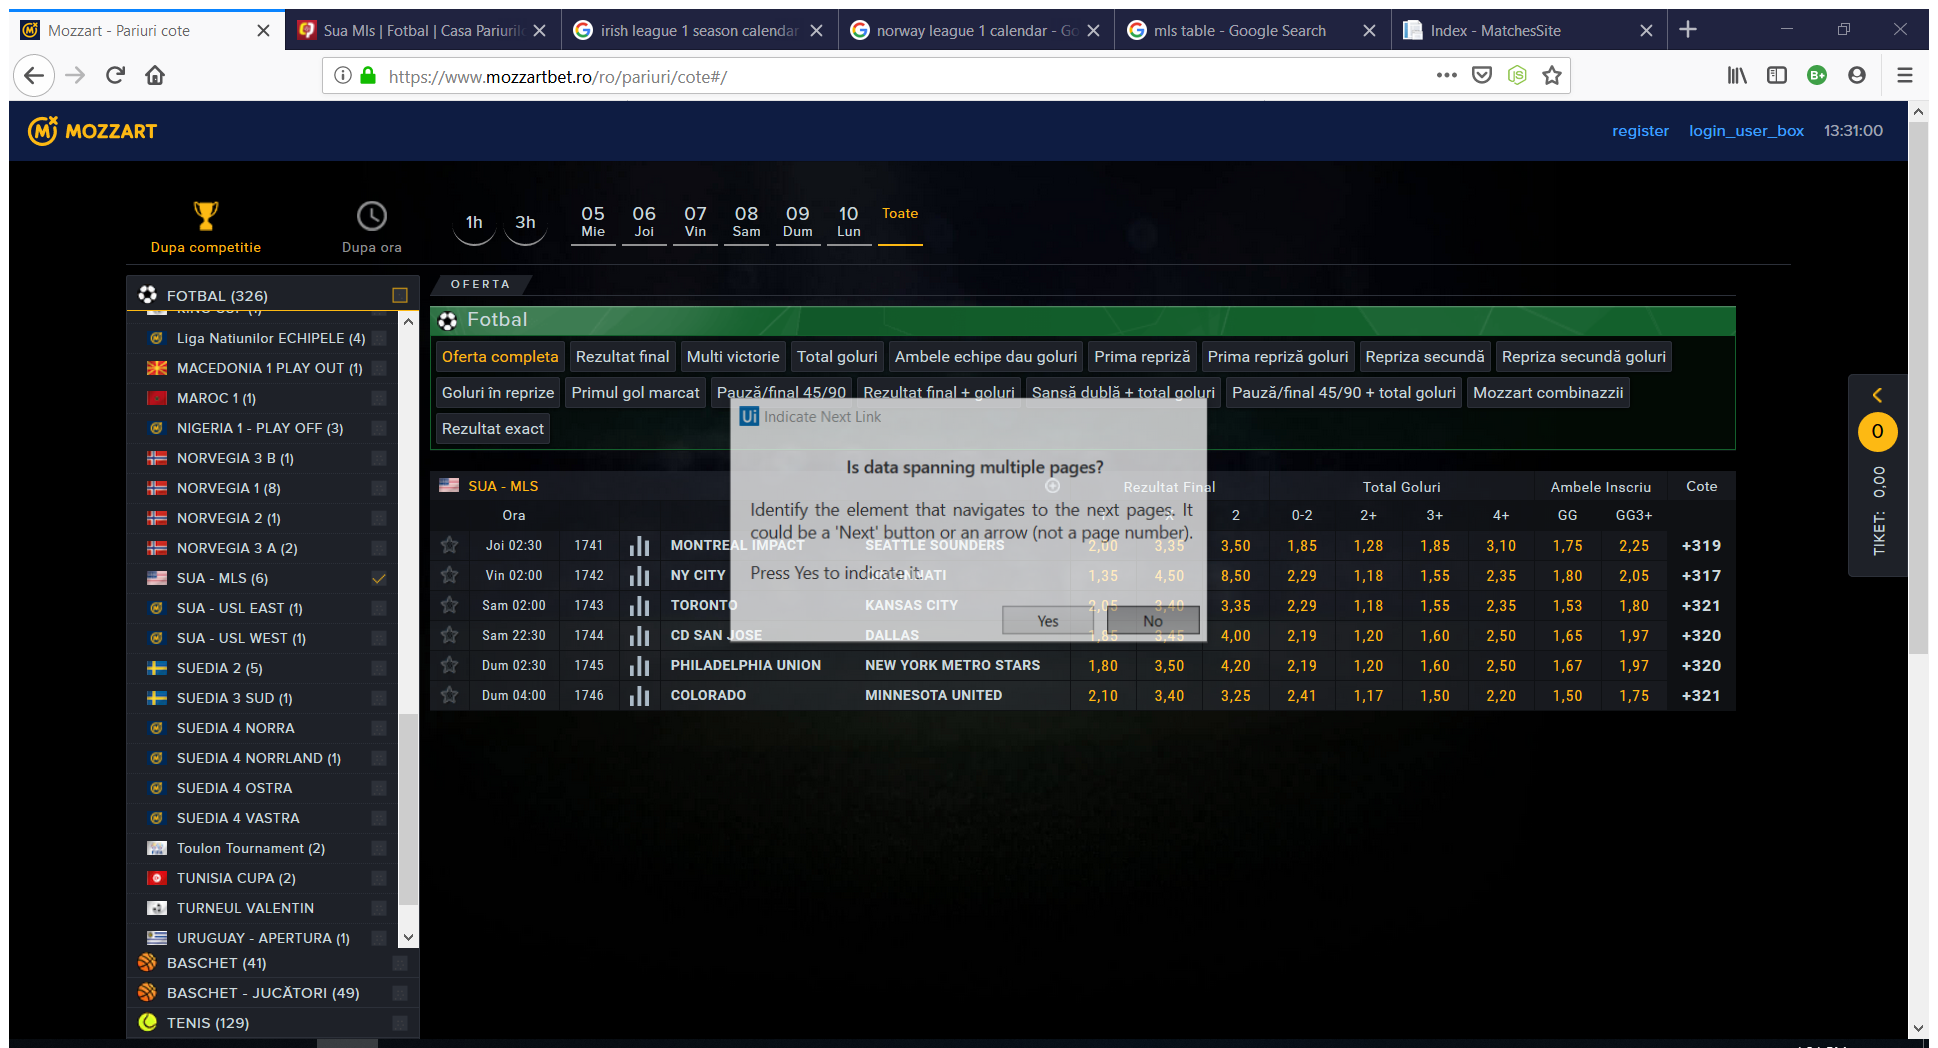 Mozzart - Pariuri cote
Sua Mls | Fotbal | Casa Pariurilo
irish league 1 season calendar
norway league 1 calendar - Go
mls table - Google Search
Index - MatchesSite
https://www.mozzartbet.ro/ro/pariuri/cote#/
MOZZART
register login_user_box 13:31:00
Dupa competitie
Dupa ora
1h 3h
05 Mie
06 Joi
07 Vin
08 Sam
09 Dum
10 Lun
Toate
FOTBAL (326)
Liga Natiunilor ECHIPELE (4)
MACEDONIA 1 PLAY OUT (1)
MAROC 1 (1)
NIGERIA 1 - PLAY OFF (3)
NORVEGIA 3 B (1)
NORVEGIA 1 (8)
NORVEGIA 2 (1)
NORVEGIA 3 A (2)
SUA - MLS (6)
SUA - USL EAST (1)
SUA - USL WEST (1)
SUEDIA 2 (5)
SUEDIA 3 SUD (1)
SUEDIA 4 NORRA
SUEDIA 4 NORRLAND (1)
SUEDIA 4 OSTRA
SUEDIA 4 VASTRA
Toulon Tournament (2)
TUNISIA CUPA (2)
TURNEUL VALENTIN
URUGUAY - APERTURA (1)
BASCHET (41)
BASCHET - JUCĂTORI (49)
TENIS (129)
OFERTA
Fotbal
Oferta completa Rezultat final Multi victorie Total goluri Ambele echipe dau goluri Prima repriză Prima repriză goluri Repriza secundă Repriza secundă goluri
Goluri în reprize Primul gol marcat Pauză/final 45/90 Rezultat final + goluri Sansă dublă + total goluri Pauză/final 45/90 + total goluri Mozzart combinazzii
Rezultat exact
Ui Indicate Next Link
Is data spanning multiple pages?
Identify the element that navigates to the next pages. It
could be a 'Next' button or an arrow (not a page number).
Press Yes to indicate it.
Yes No
SUA - MLS Rezultat Final Total Goluri Ambele Inscriu Cote
Ora 2 0-2 2+ 3+ 4+ GG GG3+
Joi 02:30 1741 MONTREAL IMPACT SEATTLE SOUNDERS 2,00 3,35 3,50 1,85 1,28 1,85 3,10 1,75 2,25 +319
Vin 02:00 1742 NY CITY 1,35 4,50 8,50 2,29 1,18 1,55 2,35 1,80 2,05 +317
Sam 02:00 1743 TORONTO KANSAS CITY 2,05 3,40 3,35 2,29 1,18 1,55 2,35 1,53 1,80 +321
Sam 22:30 1744 CD SAN JOSE DALLAS 1,85 3,45 4,00 2,19 1,20 1,60 2,50 1,65 1,97 +320
Dum 02:30 1745 PHILADELPHIA UNION NEW YORK METRO STARS 1,80 3,50 4,20 2,19 1,20 1,60 2,50 1,67 1,97 +320
Dum 04:00 1746 COLORADO MINNESOTA UNITED 2,10 3,40 3,25 2,41 1,17 1,50 2,20 1,50 1,75 +321
0
TIKET: 0,00